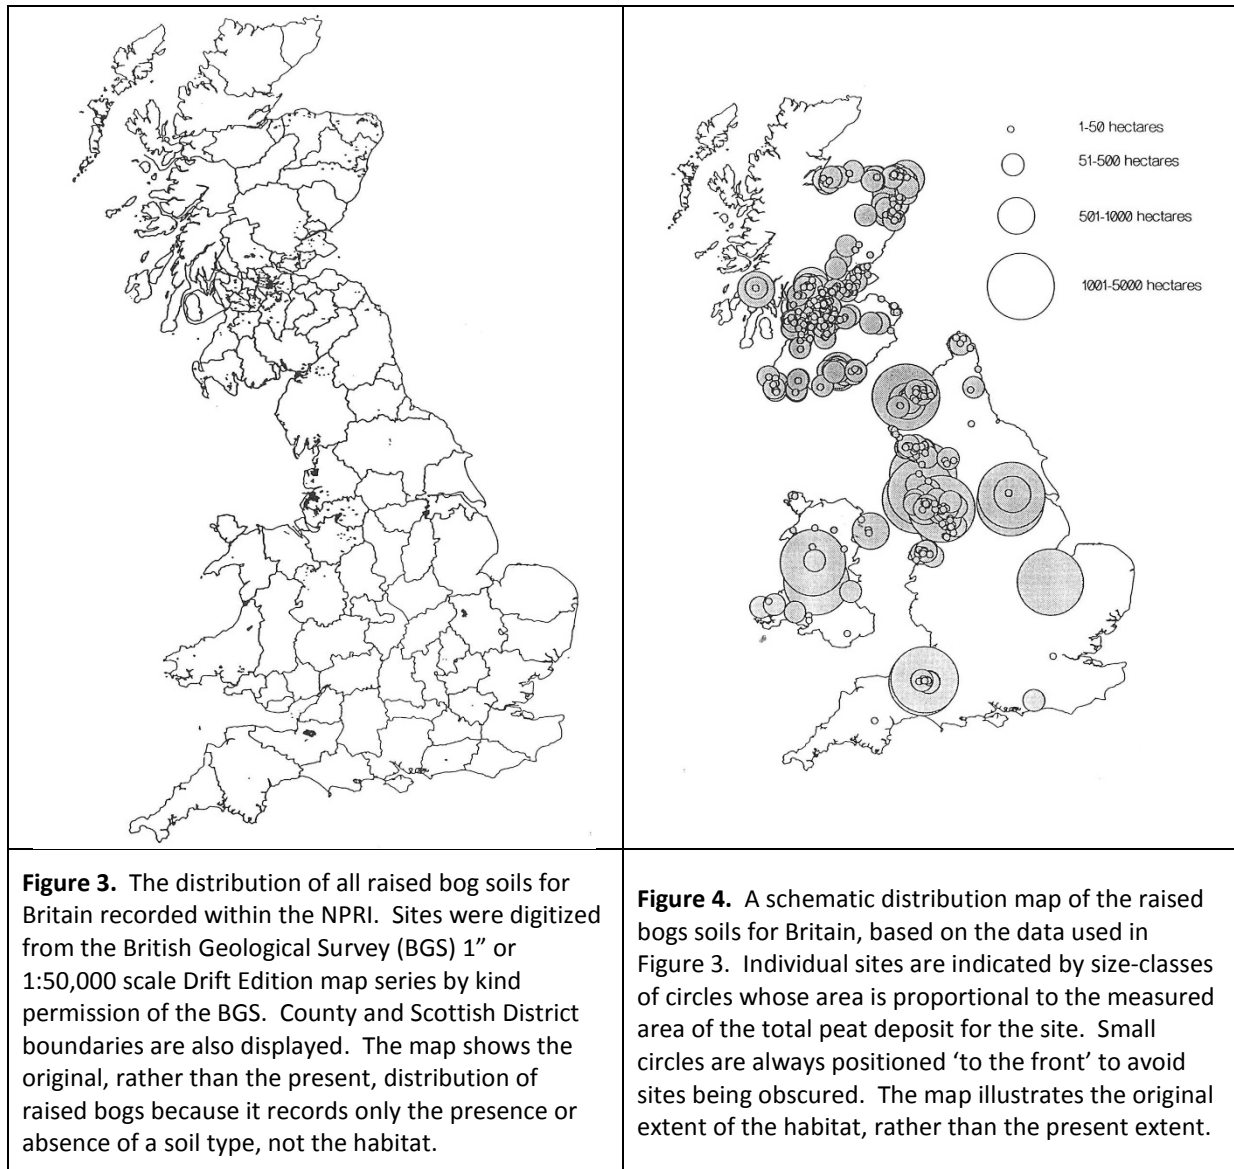 1-50 hectares
51-500 hectares
501-1000 hectares
1001-5000 hectares
Figure 3. The distribution of all raised bog soils for
Britain recorded within the NPRI. Sites were digitized
from the British Geological Survey (BGS) 1” or
1:50,000 scale Drift Edition map series by kind
permission of the BGS. County and Scottish District
boundaries are also displayed. The map shows the
original, rather than the present, distribution of
raised bogs because it records only the presence or
absence of a soil type, not the habitat.
Figure 4. A schematic distribution map of the raised
bogs soils for Britain, based on the data used in
Figure 3. Individual sites are indicated by size-classes
of circles whose area is proportional to the measured
area of the total peat deposit for the site. Small
circles are always positioned ‘to the front’ to avoid
sites being obscured. The map illustrates the original
extent of the habitat, rather than the present extent.